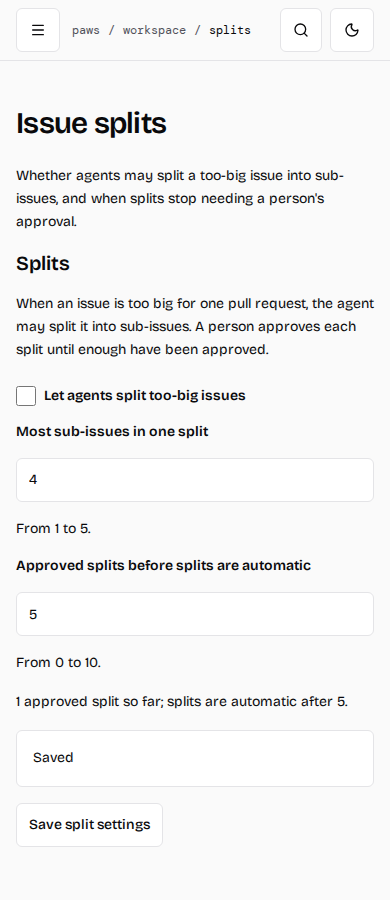 paws / workspace / splits
Issue splits
Whether agents may split a too-big issue into sub-
issues, and when splits stop needing a person's
approval.
Splits
When an issue is too big for one pull request, the agent
may split it into sub-issues. A person approves each
split until enough have been approved.
Let agents split too-big issues
Most sub-issues in one split
4
From 1 to 5.
Approved splits before splits are automatic
5
From 0 to 10.
1 approved split so far; splits are automatic after 5.
Saved
Save split settings